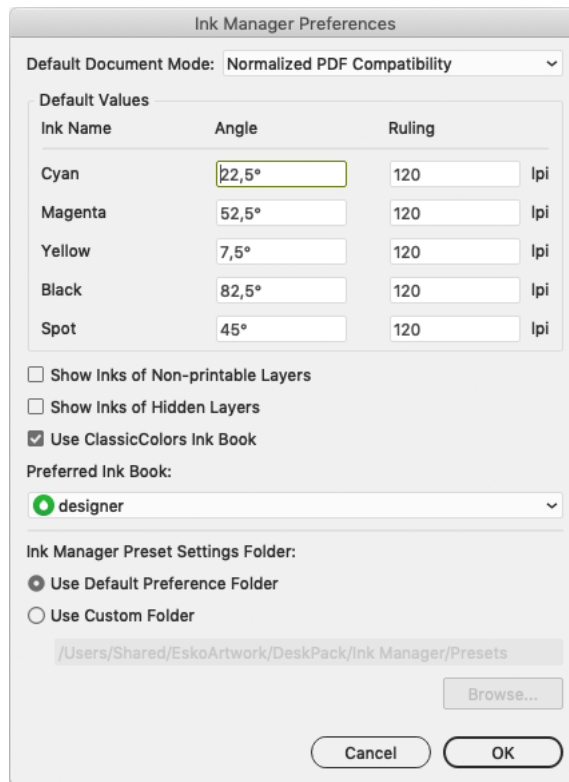 Ink Manager Preferences
Default Document Mode: Normalized PDF Compatibility
Default Values
Ink Name Angle Ruling
Cyan 22,5° 120 lpi
Magenta 52,5° 120 lpi
Yellow 7,5° 120 lpi
Black 82,5° 120 lpi
Spot 45° 120 lpi
Show Inks of Non-printable Layers
Show Inks of Hidden Layers
Use ClassicColors Ink Book
Preferred Ink Book:
designer
Ink Manager Preset Settings Folder:
Use Default Preference Folder
Use Custom Folder
/Users/Shared/EskoArtwork/DeskPack/Ink Manager/Presets
Browse...
Cancel OK